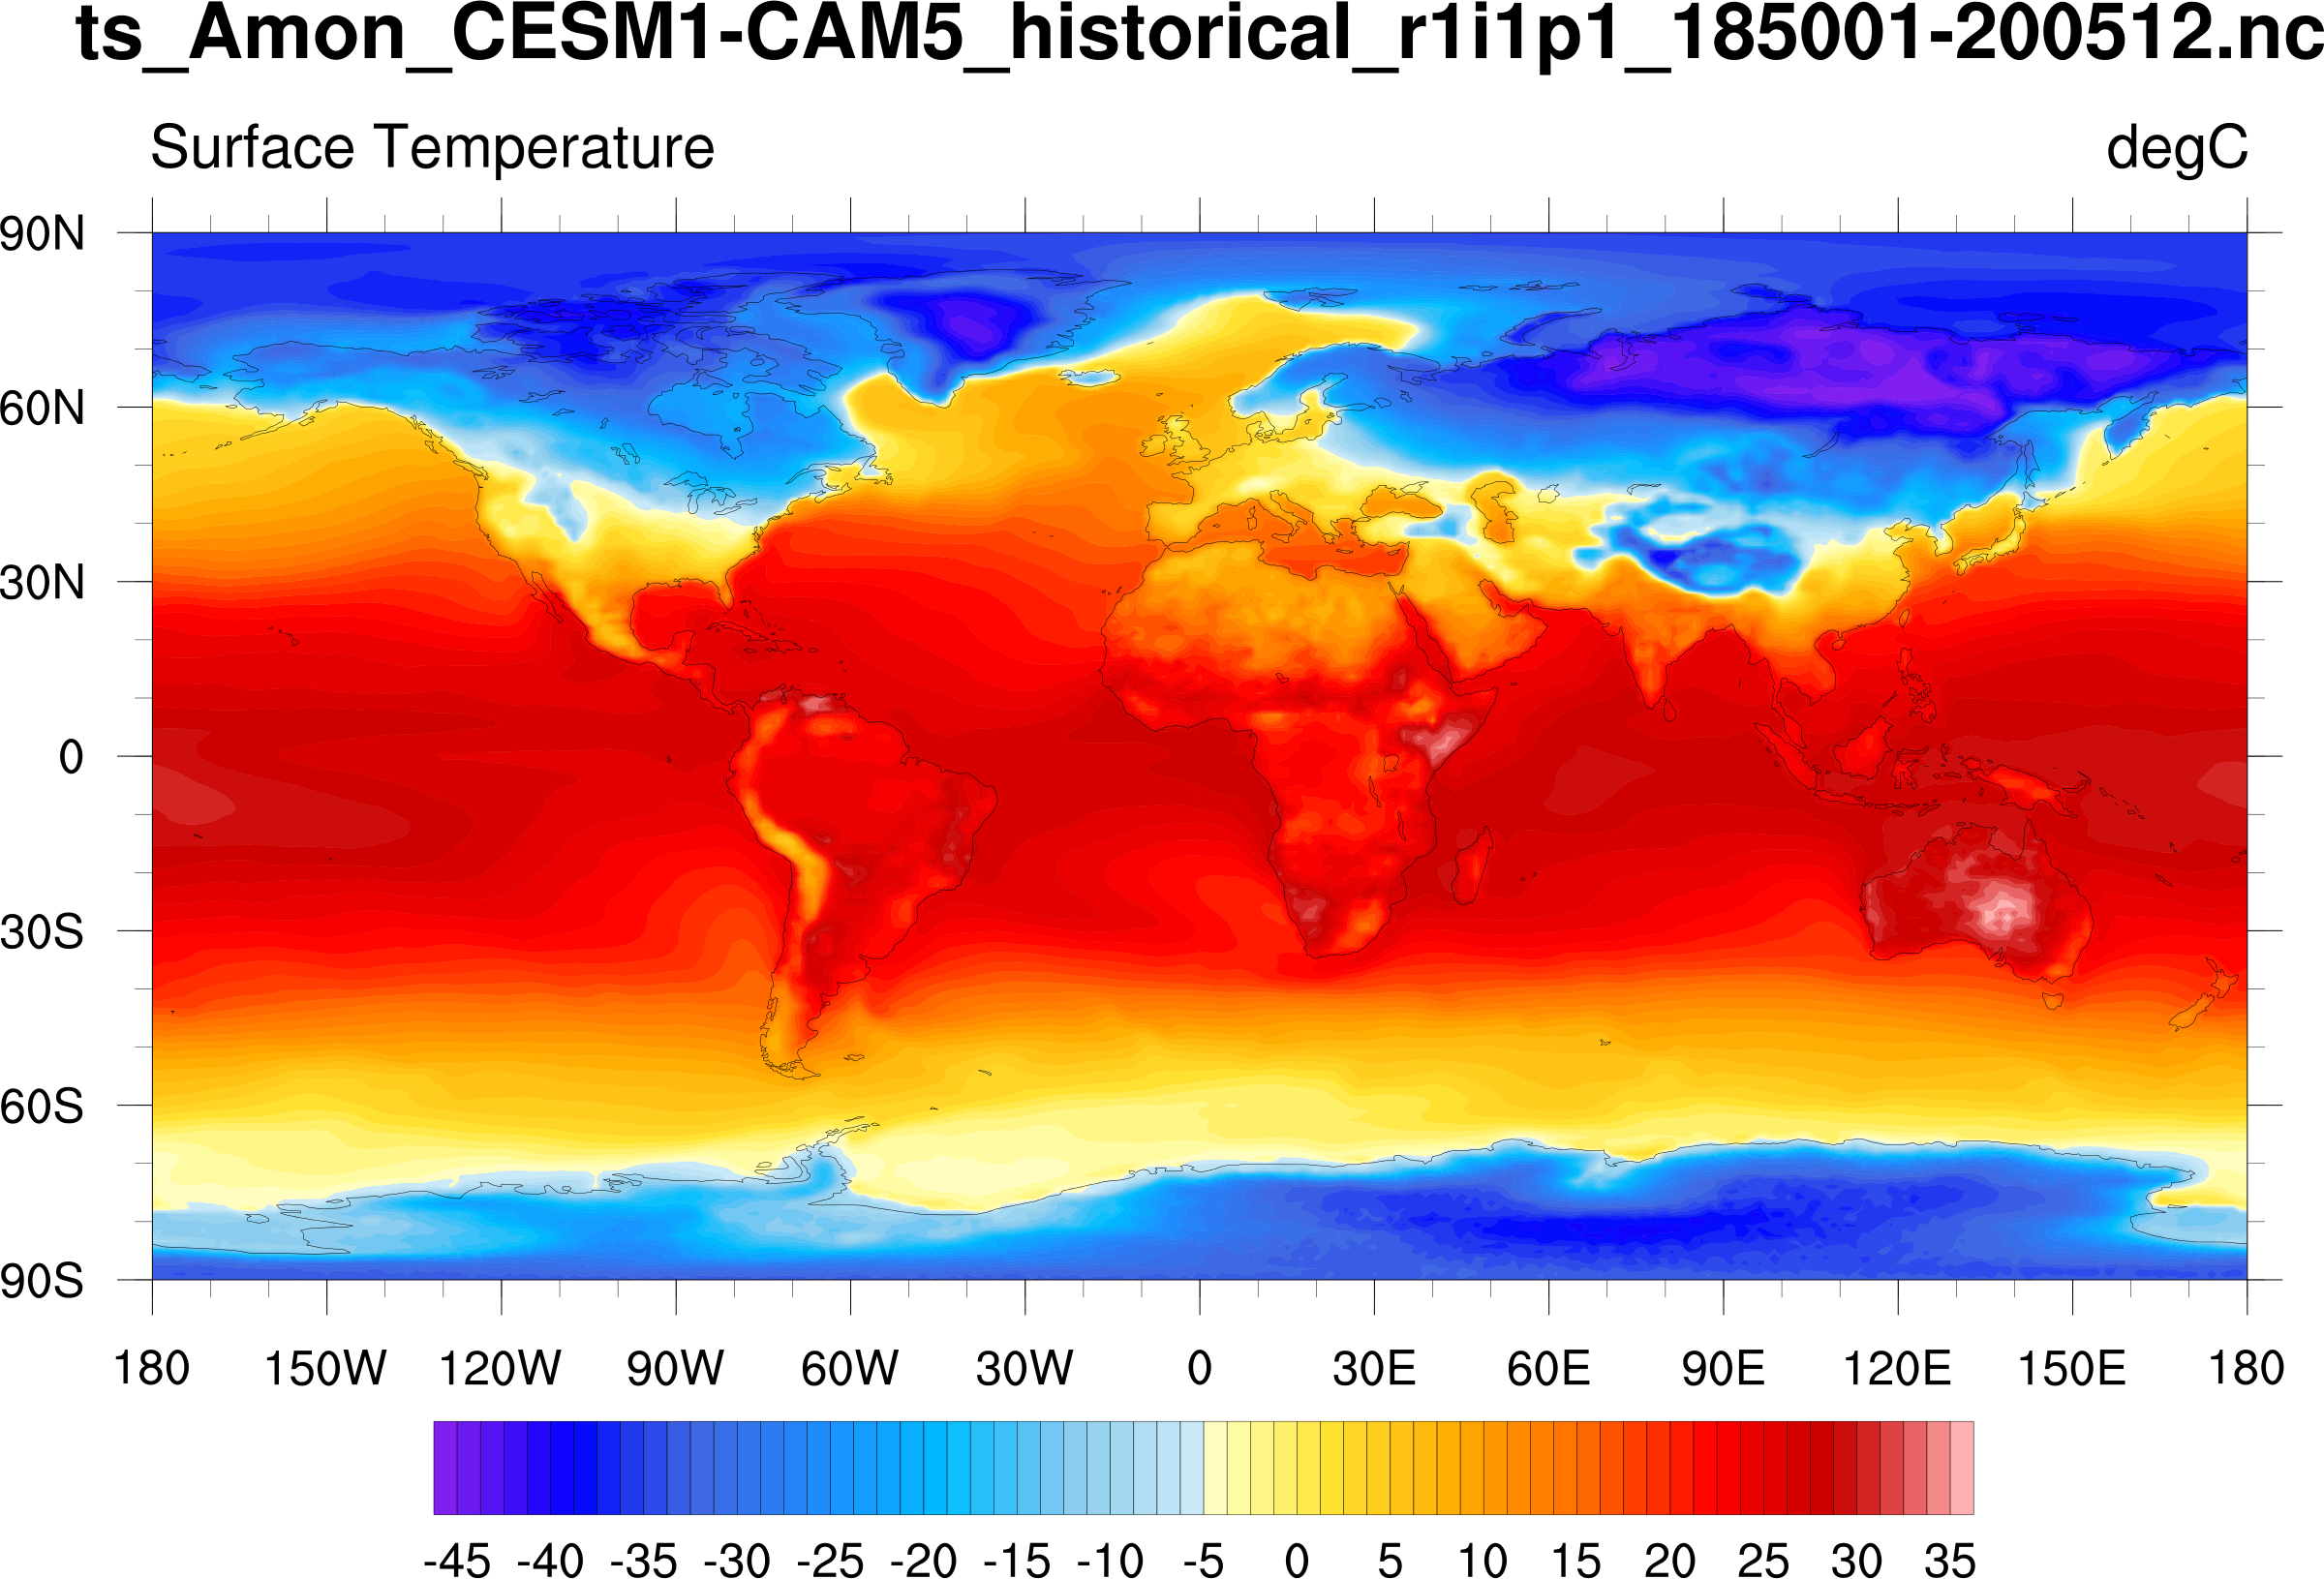 ts_Amon_CESM1-CAM5_historical_r1i1p1_185001-200512.nc
Surface Temperature degC
90N
60N
30N
0
30S
60S
90S
180 150W 120W 90W 60W 30W 0 30E 60E 90E 120E 150E 180
-45 -40 -35 -30 -25 -20 -15 -10 -5 0 5 10 15 20 25 30 35